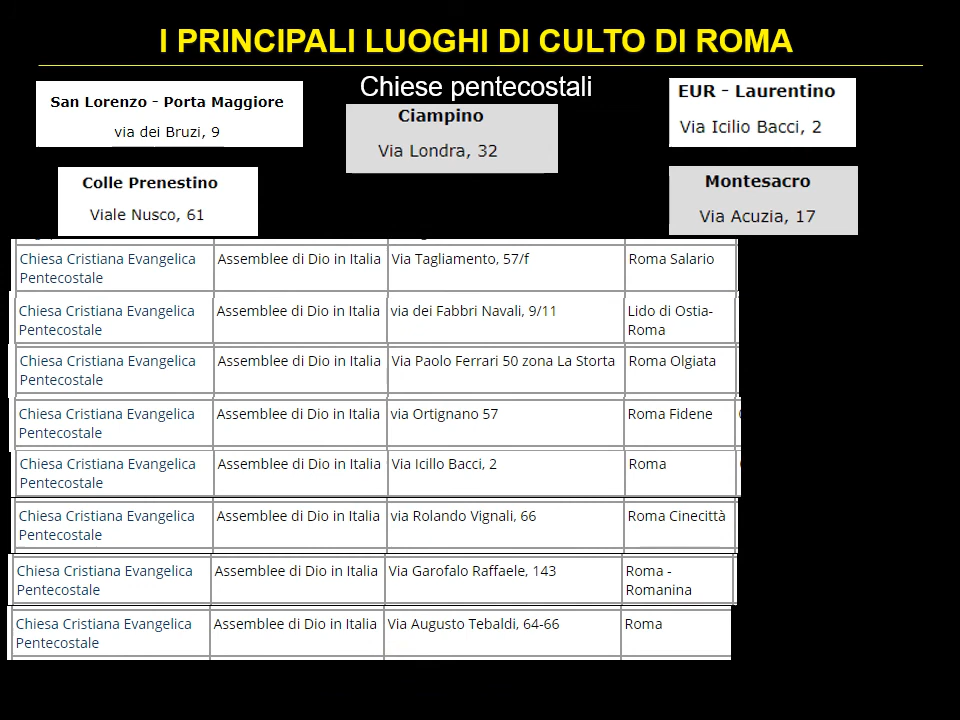 I PRINCIPALI LUOGHI DI CULTO DI ROMA
Chiese pentecostali
San Lorenzo - Porta Maggiore
via dei Bruzi, 9
Ciampino
Via Londra, 32
EUR - Laurentino
Via Icilio Bacci, 2
Colle Prenestino
Viale Nusco, 61
Montesacro
Via Acuzia, 17
Chiesa Cristiana Evangelica Pentecostale Assemblee di Dio in Italia Via Tagliamento, 57/f Roma Salario
Chiesa Cristiana Evangelica Pentecostale Assemblee di Dio in Italia via dei Fabbri Navali, 9/11 Lido di Ostia-Roma
Chiesa Cristiana Evangelica Pentecostale Assemblee di Dio in Italia Via Paolo Ferrari 50 zona La Storta Roma Olgiata
Chiesa Cristiana Evangelica Pentecostale Assemblee di Dio in Italia via Ortignano 57 Roma Fidene
Chiesa Cristiana Evangelica Pentecostale Assemblee di Dio in Italia Via Icillo Bacci, 2 Roma
Chiesa Cristiana Evangelica Pentecostale Assemblee di Dio in Italia via Rolando Vignali, 66 Roma Cinecittà
Chiesa Cristiana Evangelica Pentecostale Assemblee di Dio in Italia Via Garofalo Raffaele, 143 Roma - Romanina
Chiesa Cristiana Evangelica Pentecostale Assemblee di Dio in Italia Via Augusto Tebaldi, 64-66 Roma